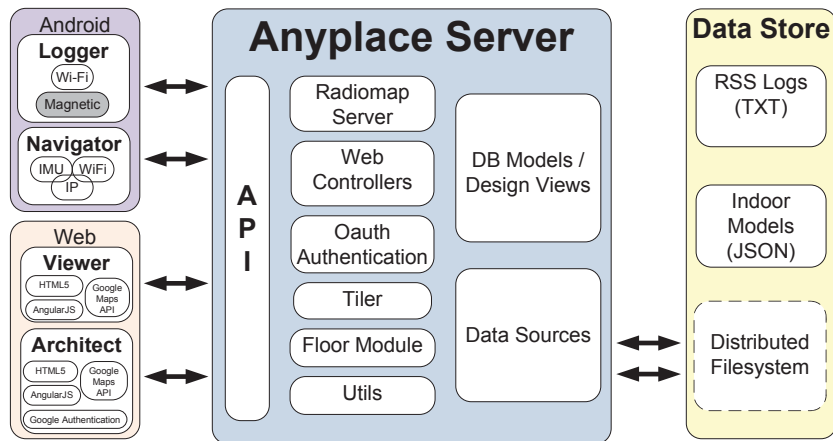 Android
Logger
Wi-Fi
Magnetic
Navigator
IMU
WiFi
IP
Web
Viewer
HTML5
AngularJS
Google
Maps
API
Architect
HTML5
AngularJS
Google
Maps
API
Google Authentication
Anyplace Server
A
P
I
Radiomap
Server
Web
Controllers
Oauth
Authentication
Tiler
Floor Module
Utils
DB Models /
Design Views
Data Sources
Data Store
RSS Logs
(TXT)
Indoor
Models
(JSON)
Distributed
Filesystem